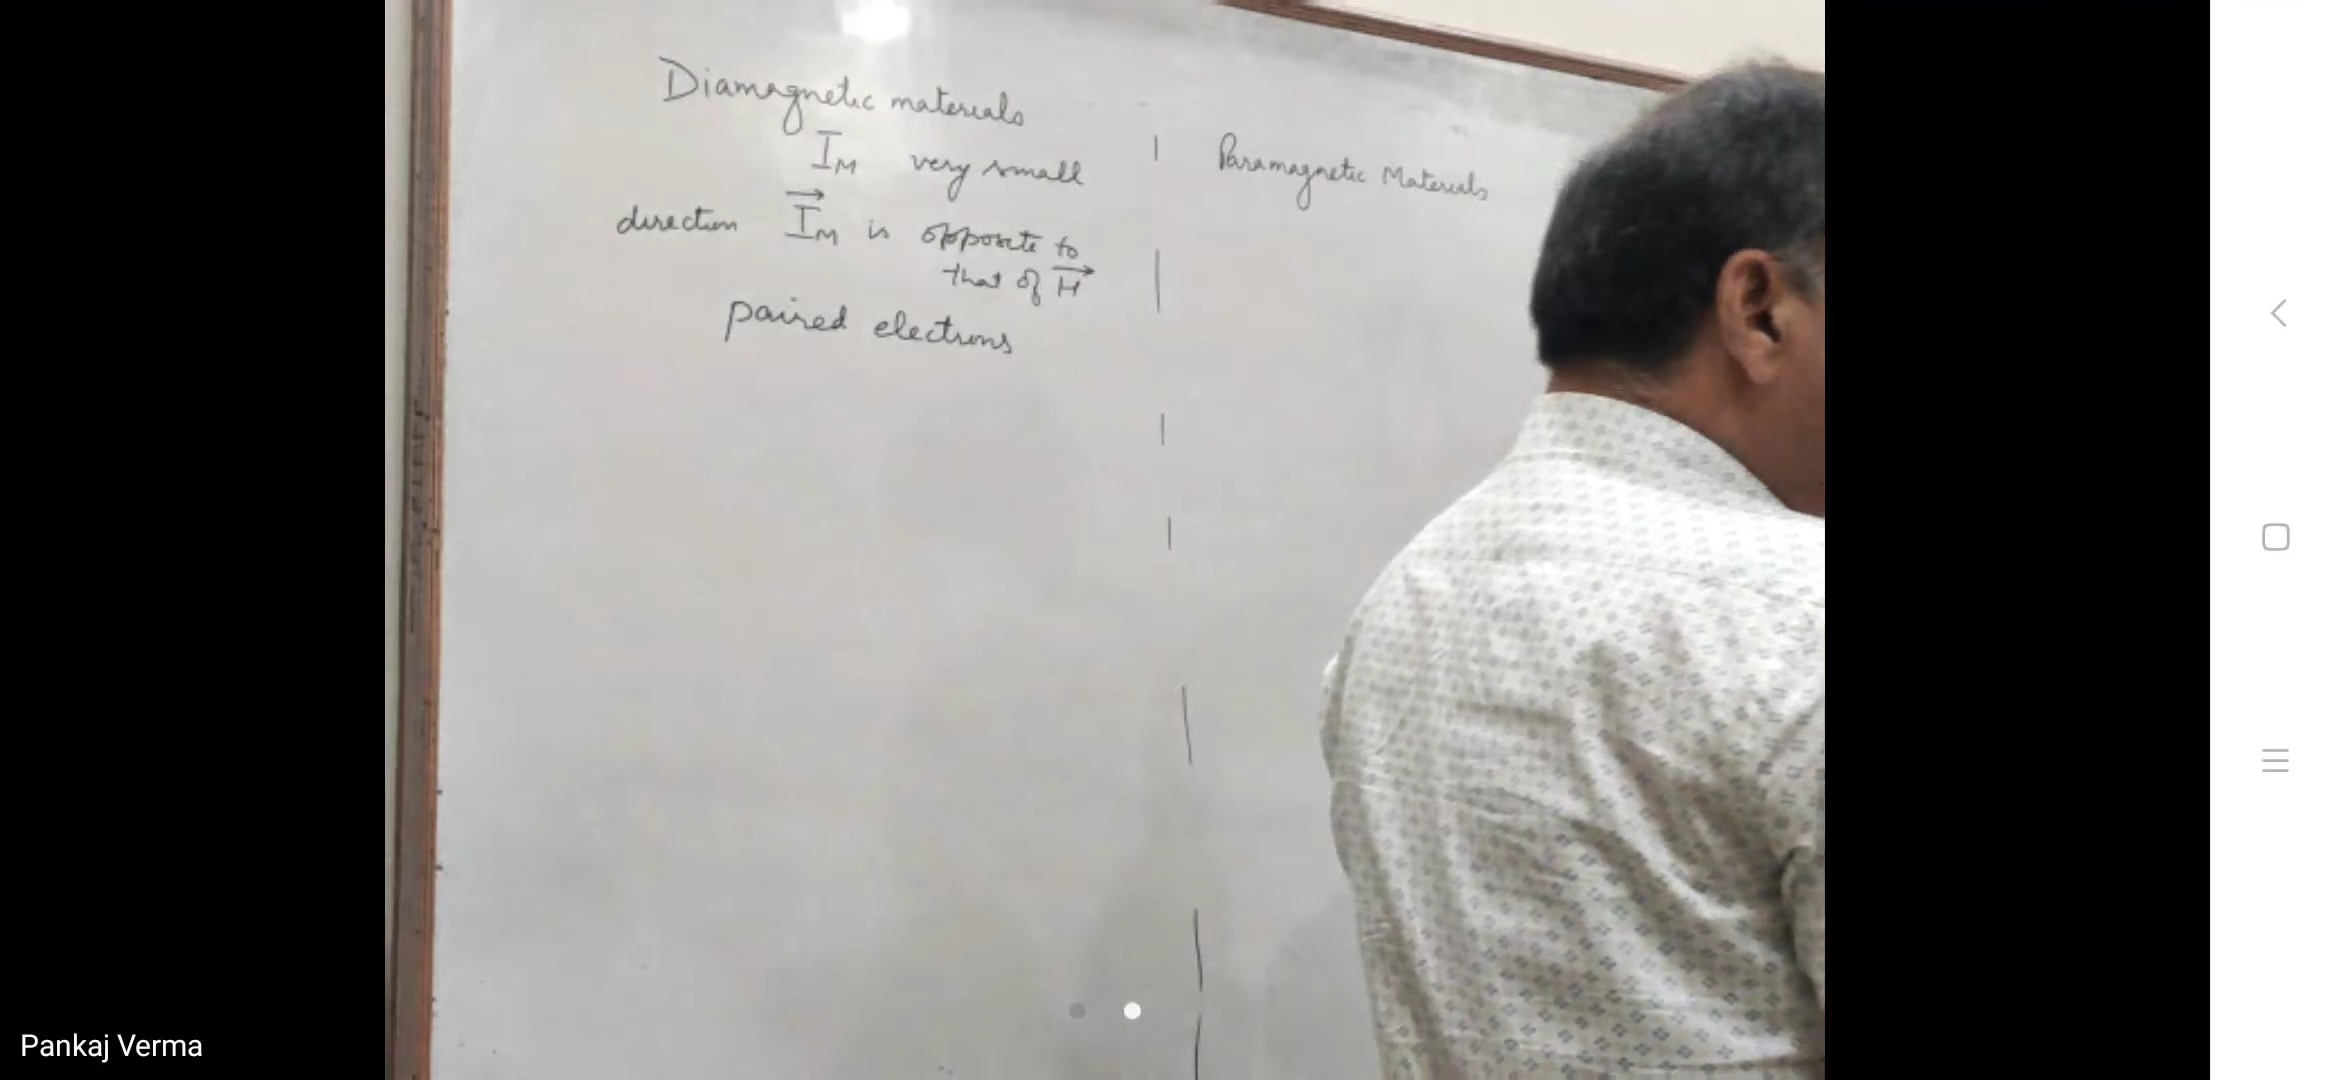 Diamagnetic materials
I_M very small
direction I_M is opposite to
that of H
paired electrons
Paramagnetic Materials
Pankaj Verma